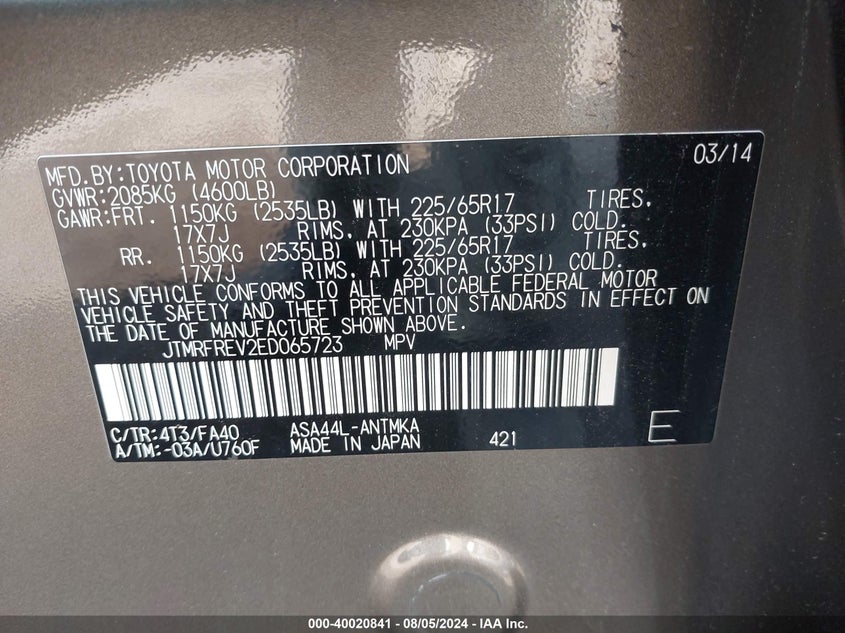 MFD.BY:TOYOTA MOTOR CORPORATION 03/14
GVWR:2085KG (4600LB)
GAWR:FRT. 1150KG (2535LB) WITH 225/65R17 TIRES,
17X7J RIMS, AT 230KPA (33PSI) COLD.
RR. 1150KG (2535LB) WITH 225/65R17 TIRES,
17X7J RIMS, AT 230KPA (33PSI) COLD.
THIS VEHICLE CONFORMS TO ALL APPLICABLE FEDERAL MOTOR
VEHICLE SAFETY AND THEFT PREVENTION STANDARDS IN EFFECT ON
THE DATE OF MANUFACTURE SHOWN ABOVE.
JTMRFREV2ED065723 MPV
C/TR:4T3/FA40 ASA44L-ANTMKA
A/TM:-03A/U760F MADE IN JAPAN 421 E
000-40020841 - 08/05/2024 - IAA Inc.